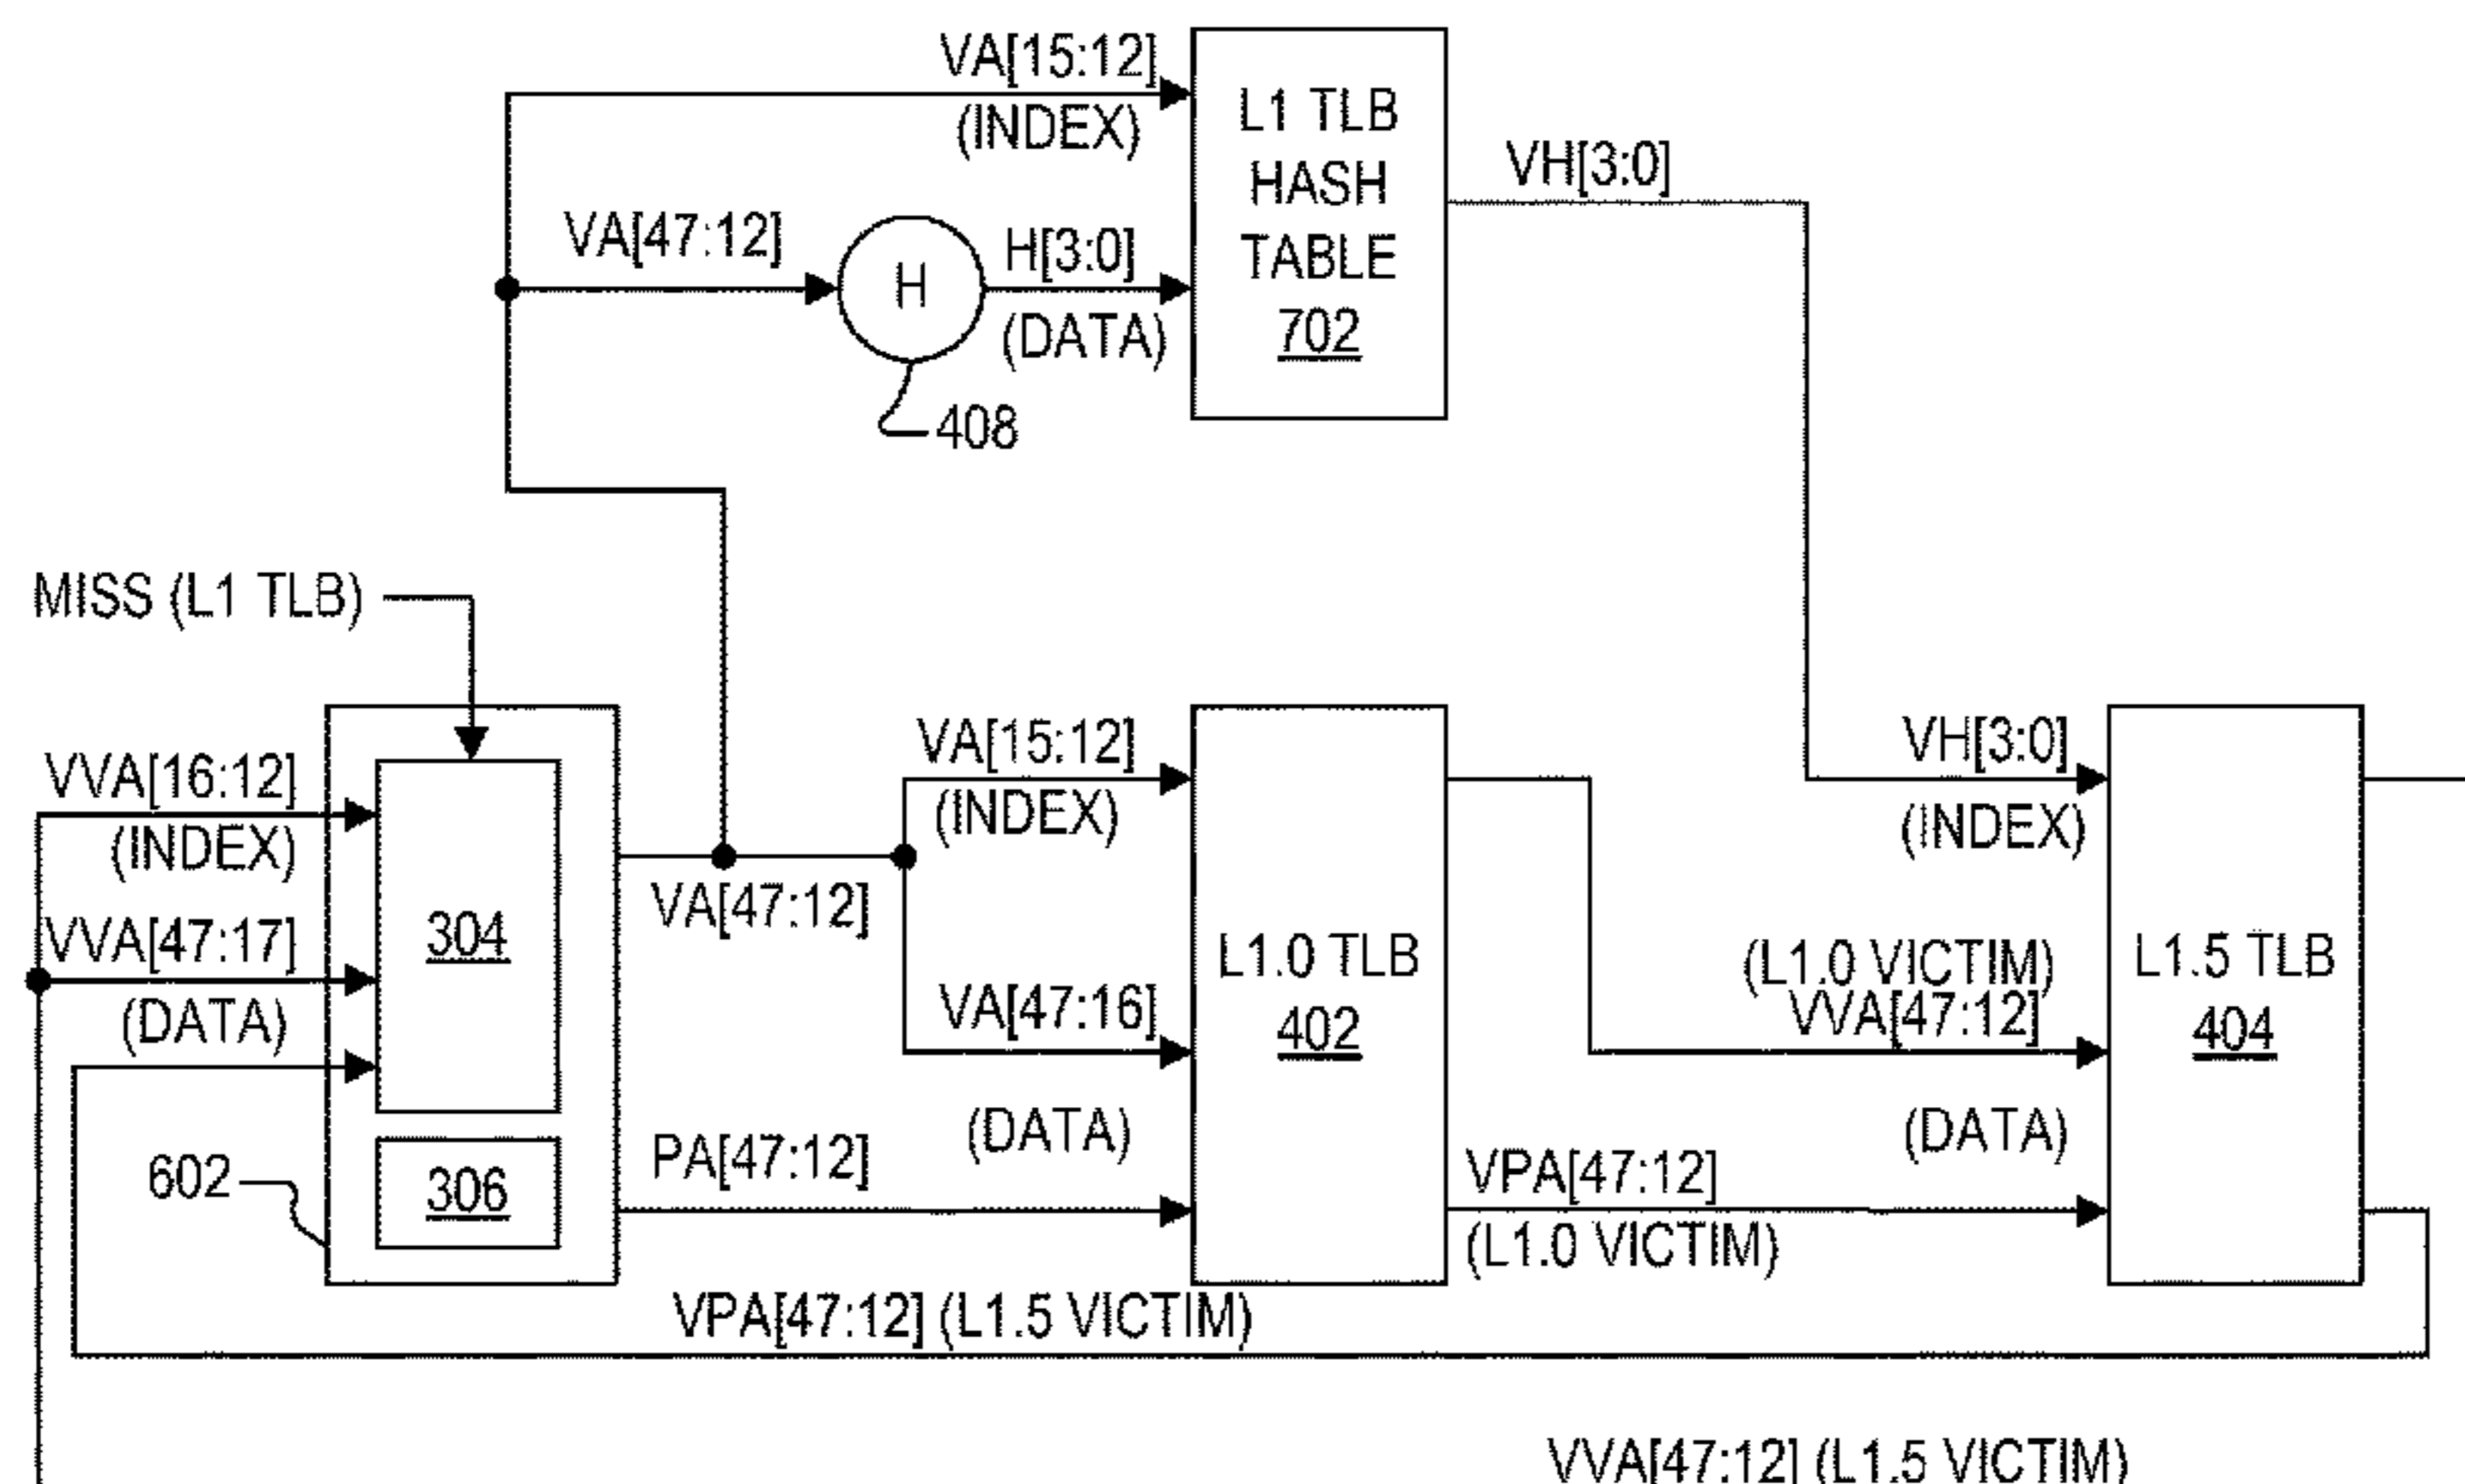 VA[15:12]
(INDEX)
L1 TLB
HASH
TABLE
702
VH[3:0]
VA[47:12]
H
H[3:0]
(DATA)
408
MISS (L1 TLB)
VVA[16:12]
(INDEX)
VVA[47:17]
(DATA)
304
306
602
VA[47:12]
PA[47:12]
VA[15:12]
(INDEX)
VA[47:16]
(DATA)
L1.0 TLB
402
VH[3:0]
(INDEX)
(L1.0 VICTIM)
VVA[47:12]
(DATA)
VPA[47:12]
(L1.0 VICTIM)
L1.5 TLB
404
VPA[47:12] (L1.5 VICTIM)
VVA[47:12] (L1.5 VICTIM)